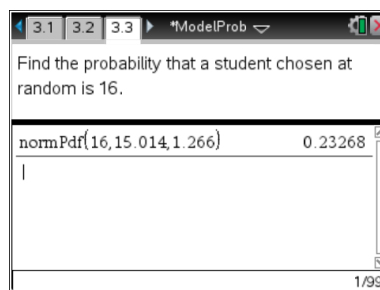 3.1 3.2 3.3 *ModelProb
Find the probability that a student chosen at
random is 16.
normPdf(16,15.014,1.266) 0.23268
1/99